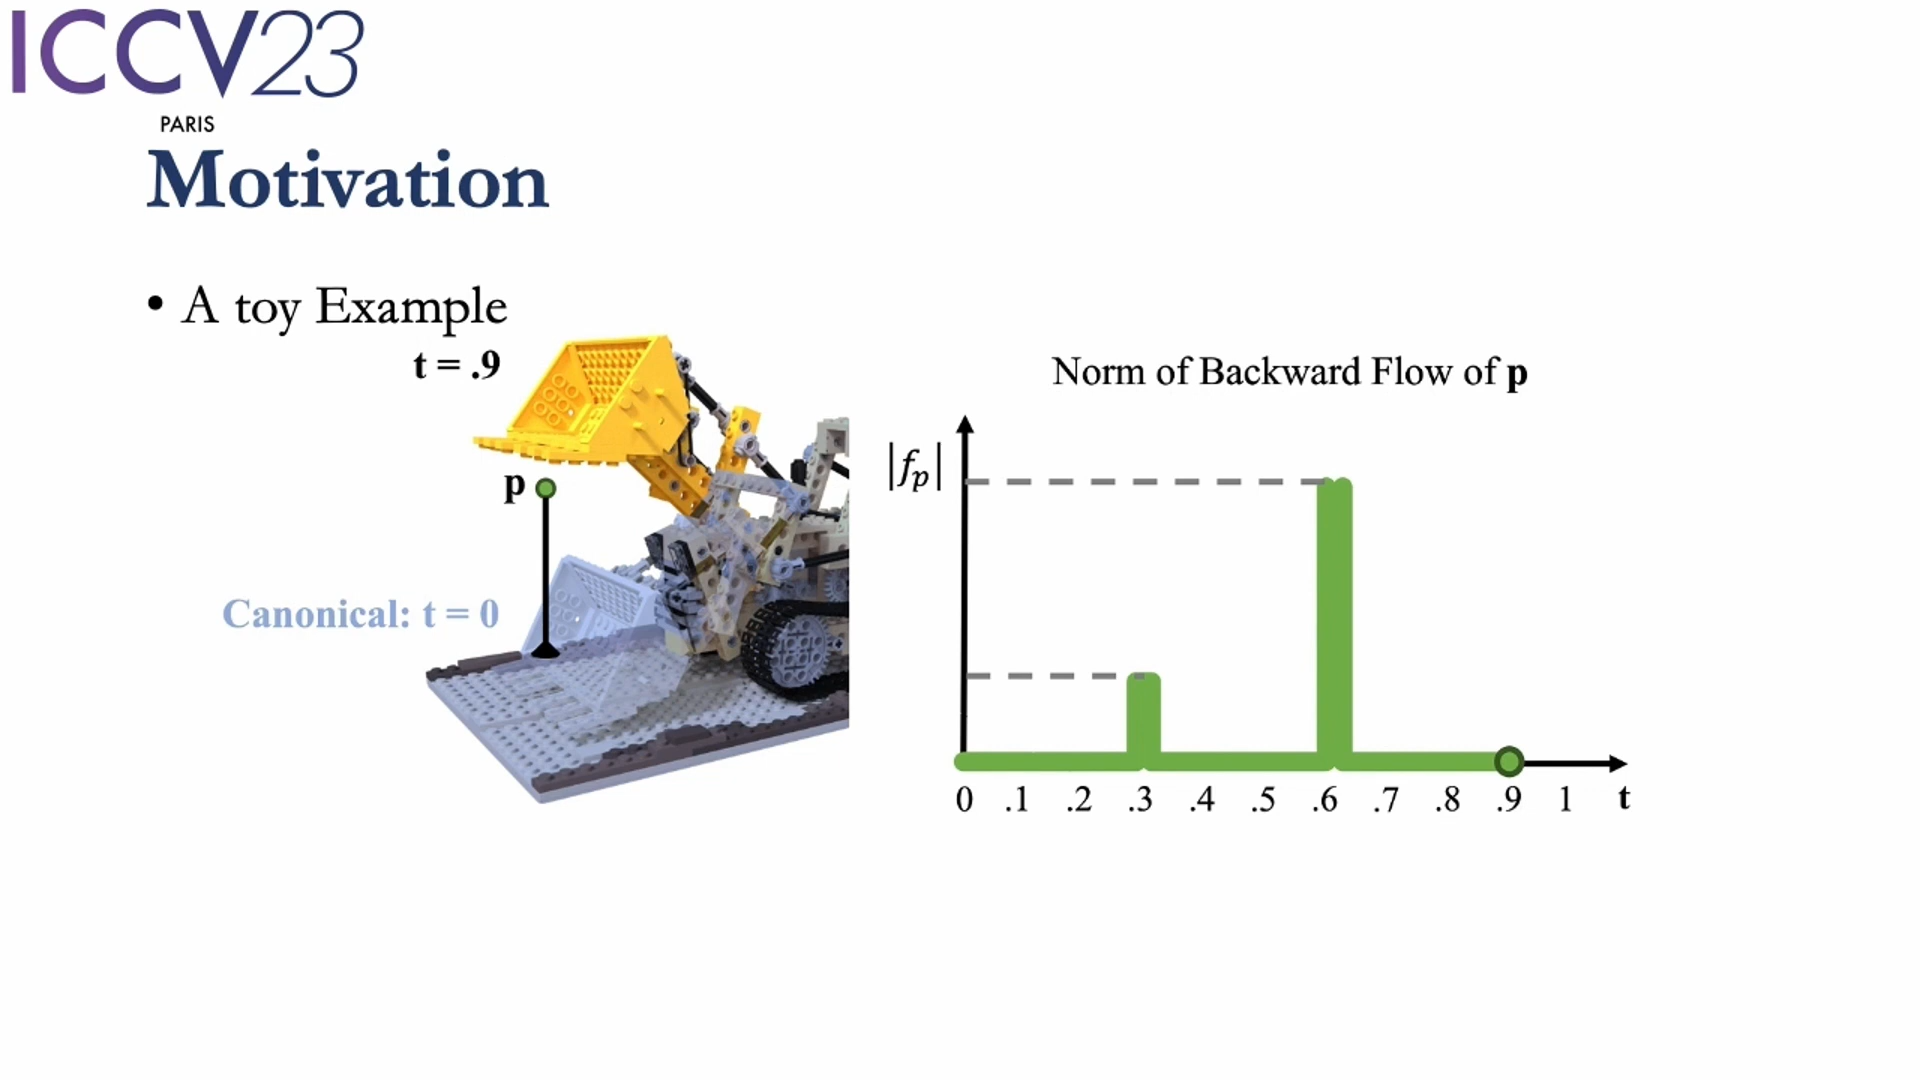 ICCV23
PARIS
Motivation
• A toy Example
t = .9
Norm of Backward Flow of p
|fₚ|
p
Canonical: t = 0
0 .1 .2 .3 .4 .5 .6 .7 .8 .9 1 t